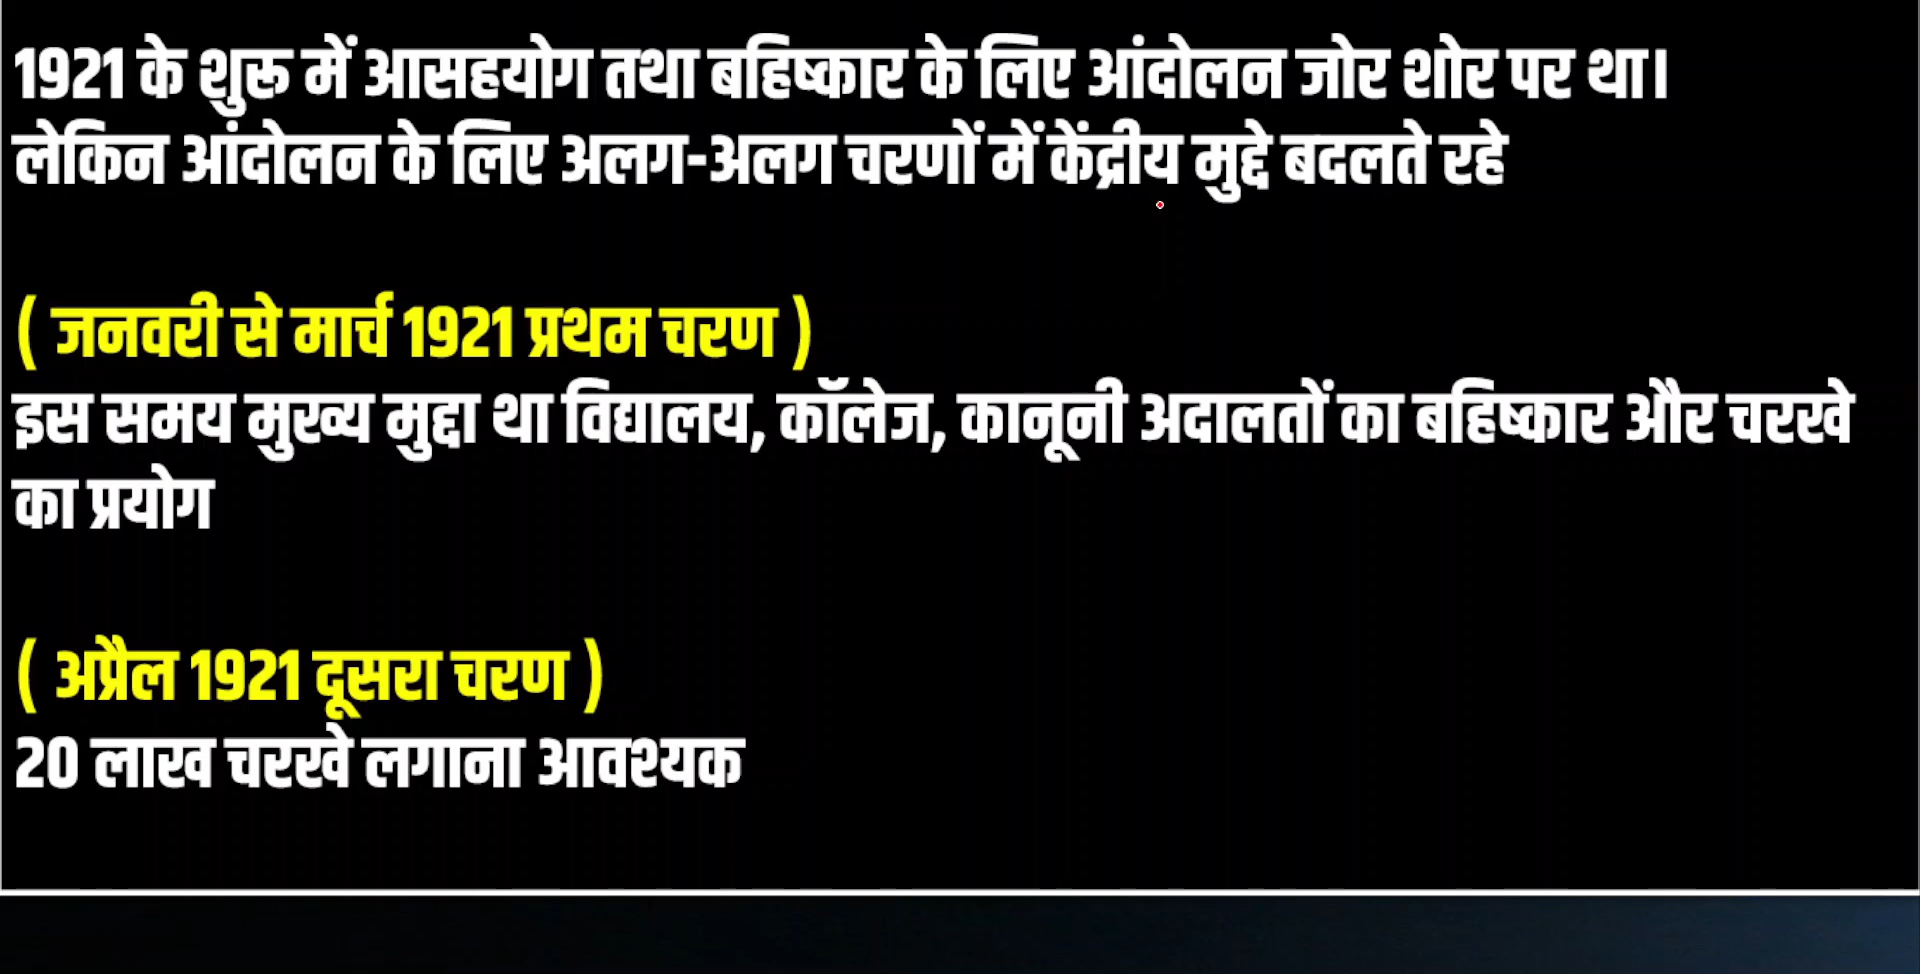 1921 के शुरू में आसहयोग तथा बहिष्कार के लिए आंदोलन जोर शोर पर था।
लेकिन आंदोलन के लिए अलग-अलग चरणों में केंद्रीय मुद्दे बदलते रहे
( जनवरी से मार्च 1921 प्रथम चरण )
इस समय मुख्य मुद्दा था विद्यालय, कॉलेज, कानूनी अदालतों का बहिष्कार और चरखे
का प्रयोग
( अप्रैल 1921 दूसरा चरण )
20 लाख चरखे लगाना आवश्यक